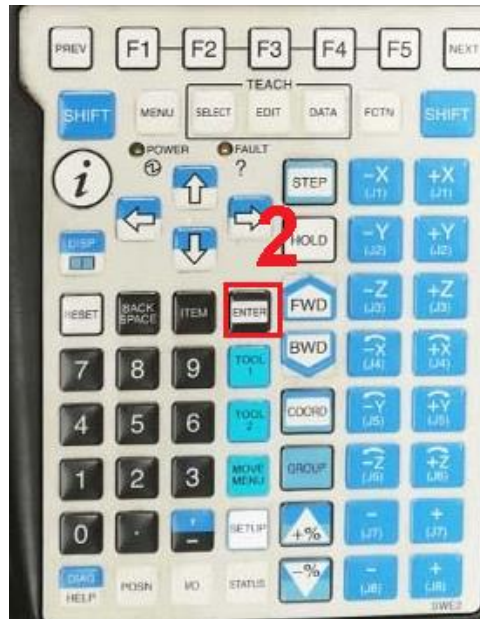 PREV F1 F2 F3 F4 F5 NEXT
TEACH
SHIFT MENU SELECT EDIT DATA FCTN SHIFT
POWER FAULT
i ? STEP -X (J1) +X (J1)
2
DISP HOLD -Y (J2) +Y (J2)
RESET BACK SPACE ITEM ENTER FWD -Z (J3) +Z (J3)
7 8 9 TOOL 1 BWD -X (J4) +X (J4)
4 5 6 TOOL 2 COORD -Y (J5) +Y (J5)
1 2 3 MOVE MENU GROUP -Z (J6) +Z (J6)
0 . , - SETUP +% - (J7) + (J7)
DIAG HELP POSN I/O STATUS -% - (J8) + (J8)